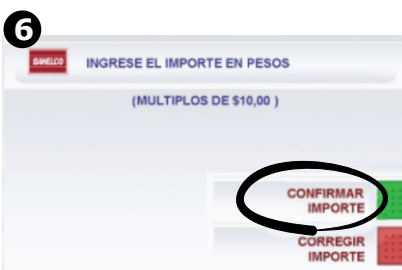 6
BANELCO
INGRESE EL IMPORTE EN PESOS
(MULTIPLOS DE $10,00 )
CONFIRMAR
IMPORTE
CORREGIR
IMPORTE